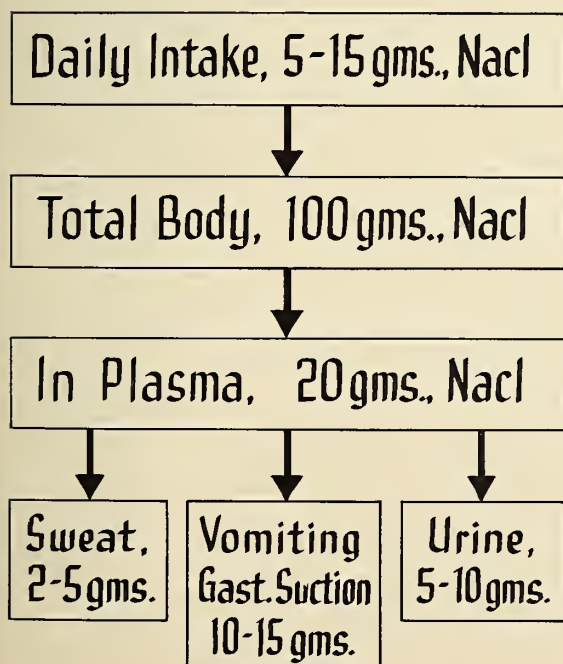 Daily Intake, 5-15 gms., Nacl
Total Body, 100 gms., Nacl
In Plasma, 20 gms., Nacl
Sweat,
2-5 gms.
Vomiting
Gast. Suction
10-15 gms.
Urine,
5-10 gms.